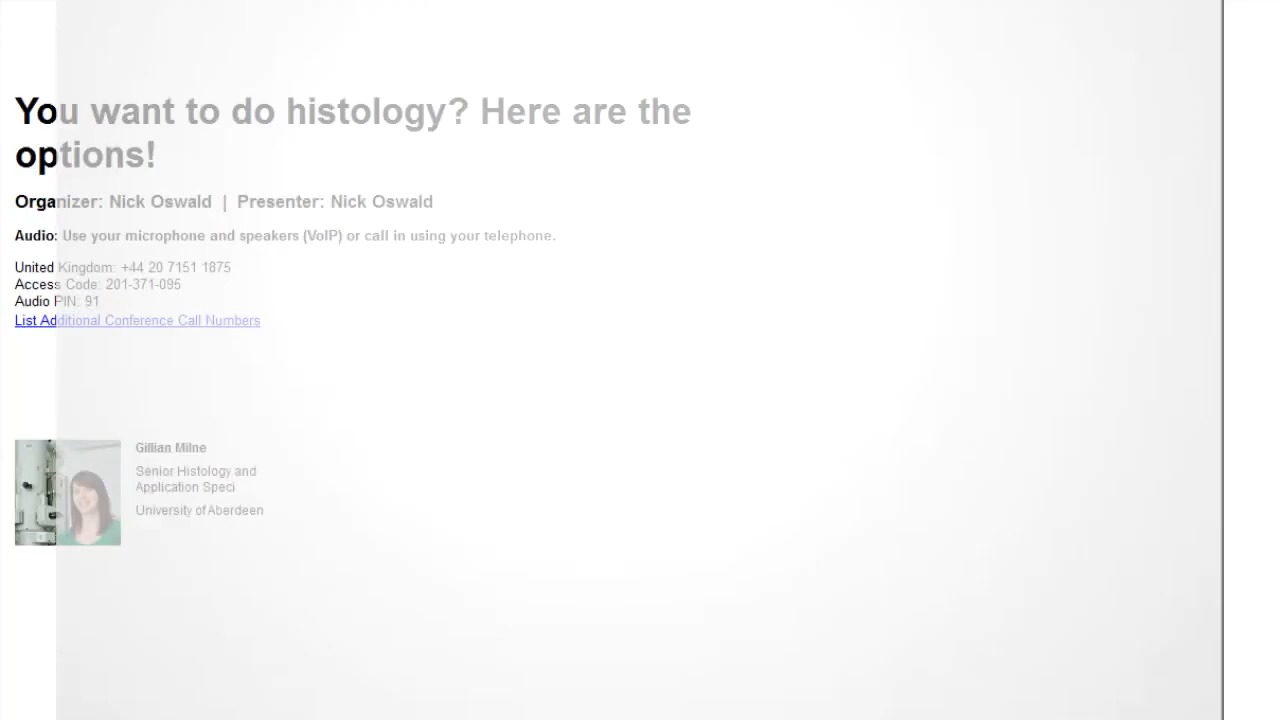 You want to do histology? Here are the
options!
Organizer: Nick Oswald | Presenter: Nick Oswald
Audio: Use your microphone and speakers (VoIP) or call in using your telephone.
United Kingdom: +44 20 7151 1875
Access Code: 201-371-095
Audio PIN: 91
List Additional Conference Call Numbers
Gillian Milne
Senior Histology and
Application Speci
University of Aberdeen